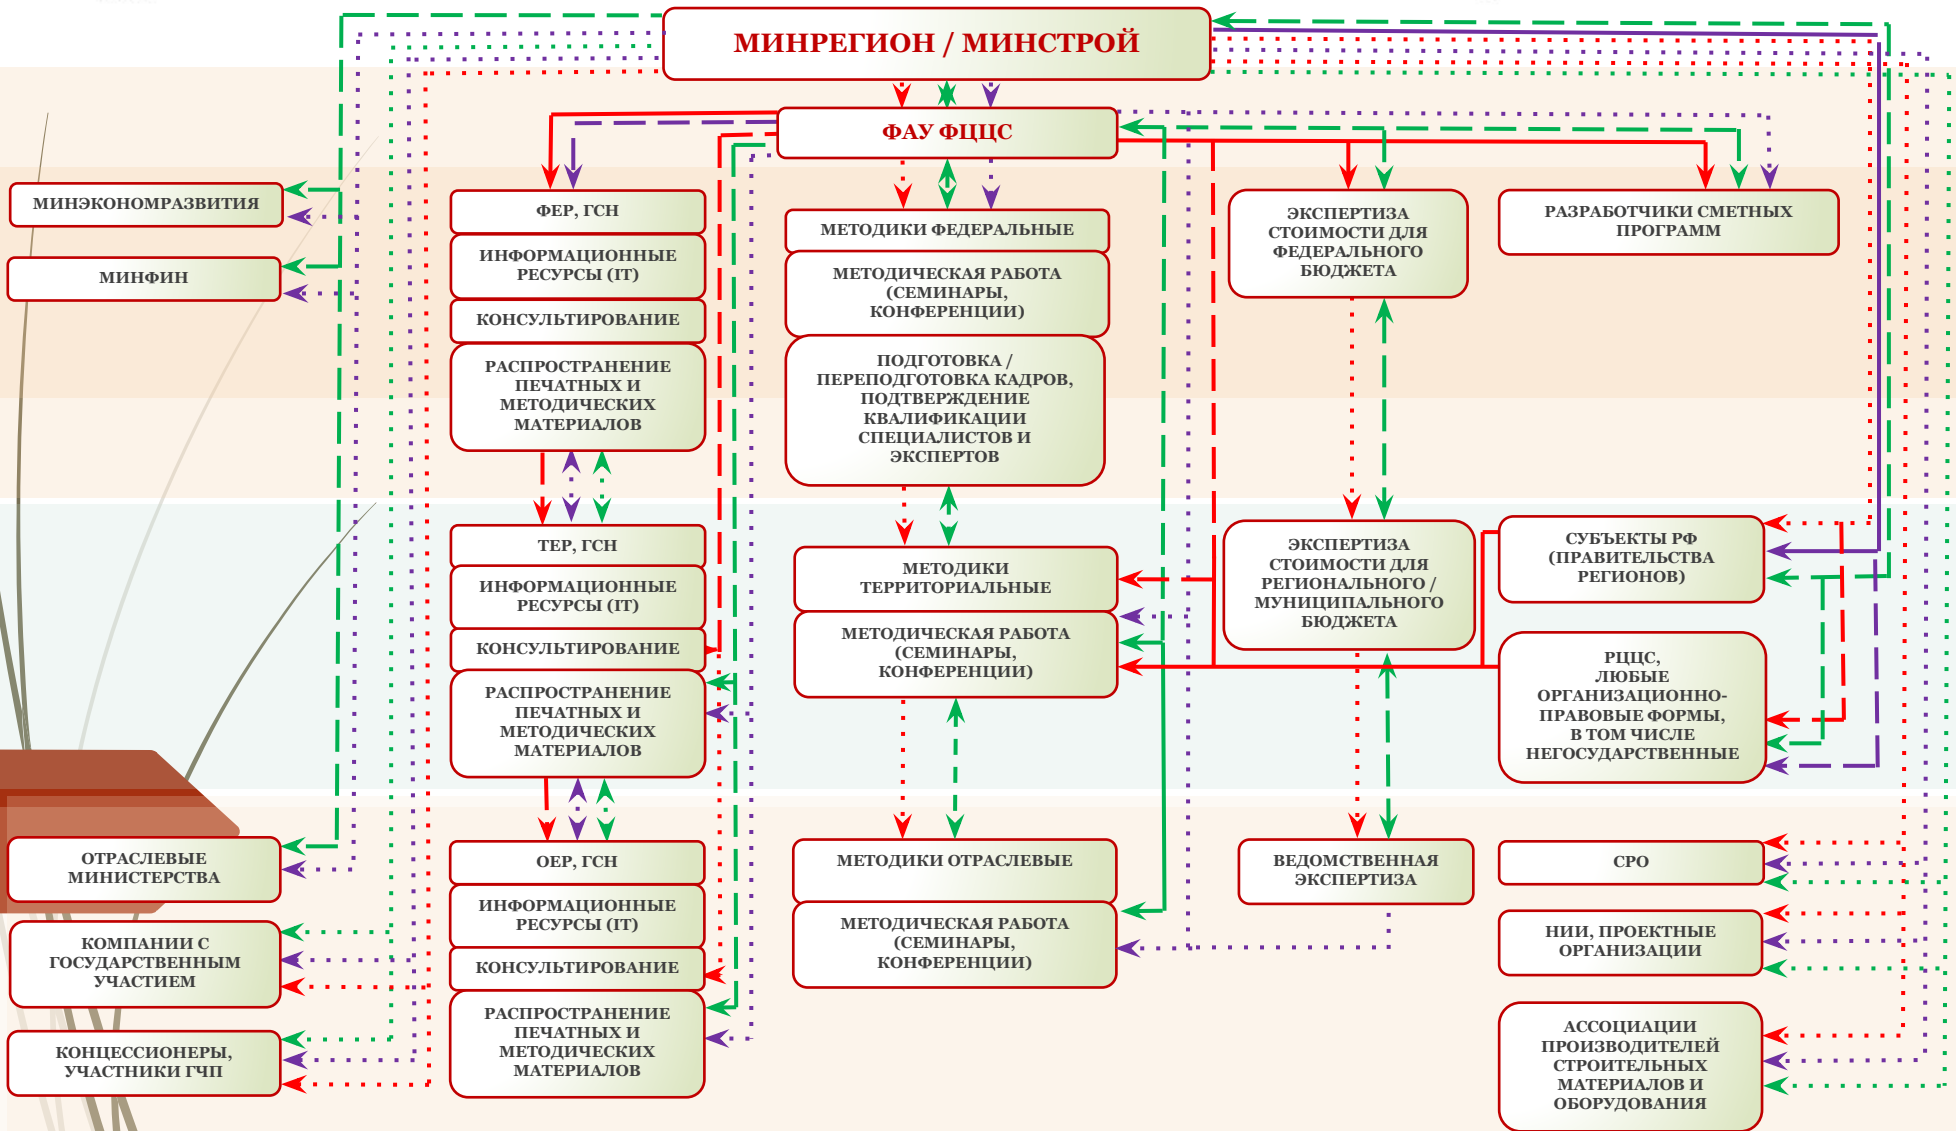 МИНРЕГИОН / МИНСТРОЙ
ФАУ ФЦЦС
МИНЭКОНОМРАЗВИТИЯ
МИНФИН
ОТРАСЛЕВЫЕ
МИНИСТЕРСТВА
КОМПАНИИ С
ГОСУДАРСТВЕННЫМ
УЧАСТИЕМ
КОНЦЕССИОНЕРЫ,
УЧАСТНИКИ ГЧП
ФЕР, ГСН
ИНФОРМАЦИОННЫЕ
РЕСУРСЫ (IT)
КОНСУЛЬТИРОВАНИЕ
РАСПРОСТРАНЕНИЕ
ПЕЧАТНЫХ И
МЕТОДИЧЕСКИХ
МАТЕРИАЛОВ
ТЕР, ГСН
ИНФОРМАЦИОННЫЕ
РЕСУРСЫ (IT)
КОНСУЛЬТИРОВАНИЕ
РАСПРОСТРАНЕНИЕ
ПЕЧАТНЫХ И
МЕТОДИЧЕСКИХ
МАТЕРИАЛОВ
ОЕР, ГСН
ИНФОРМАЦИОННЫЕ
РЕСУРСЫ (IT)
КОНСУЛЬТИРОВАНИЕ
РАСПРОСТРАНЕНИЕ
ПЕЧАТНЫХ И
МЕТОДИЧЕСКИХ
МАТЕРИАЛОВ
МЕТОДИКИ ФЕДЕРАЛЬНЫЕ
МЕТОДИЧЕСКАЯ РАБОТА
(СЕМИНАРЫ,
КОНФЕРЕНЦИИ)
ПОДГОТОВКА /
ПЕРЕПОДГОТОВКА КАДРОВ,
ПОДТВЕРЖДЕНИЕ
КВАЛИФИКАЦИИ
СПЕЦИАЛИСТОВ И
ЭКСПЕРТОВ
МЕТОДИКИ
ТЕРРИТОРИАЛЬНЫЕ
МЕТОДИЧЕСКАЯ РАБОТА
(СЕМИНАРЫ,
КОНФЕРЕНЦИИ)
МЕТОДИКИ ОТРАСЛЕВЫЕ
МЕТОДИЧЕСКАЯ РАБОТА
(СЕМИНАРЫ,
КОНФЕРЕНЦИИ)
ЭКСПЕРТИЗА
СТОИМОСТИ ДЛЯ
ФЕДЕРАЛЬНОГО
БЮДЖЕТА
ЭКСПЕРТИЗА
СТОИМОСТИ ДЛЯ
РЕГИОНАЛЬНОГО /
МУНИЦИПАЛЬНОГО
БЮДЖЕТА
ВЕДОМСТВЕННАЯ
ЭКСПЕРТИЗА
РАЗРАБОТЧИКИ СМЕТНЫХ
ПРОГРАММ
СУБЪЕКТЫ РФ
(ПРАВИТЕЛЬСТВА
РЕГИОНОВ)
РЦЦС,
ЛЮБЫЕ
ОРГАНИЗАЦИОННО-
ПРАВОВЫЕ ФОРМЫ,
В ТОМ ЧИСЛЕ
НЕГОСУДАРСТВЕННЫЕ
СРО
НИИ, ПРОЕКТНЫЕ
ОРГАНИЗАЦИИ
АССОЦИАЦИИ
ПРОИЗВОДИТЕЛЕЙ
СТРОИТЕЛЬНЫХ
МАТЕРИАЛОВ И
ОБОРУДОВАНИЯ